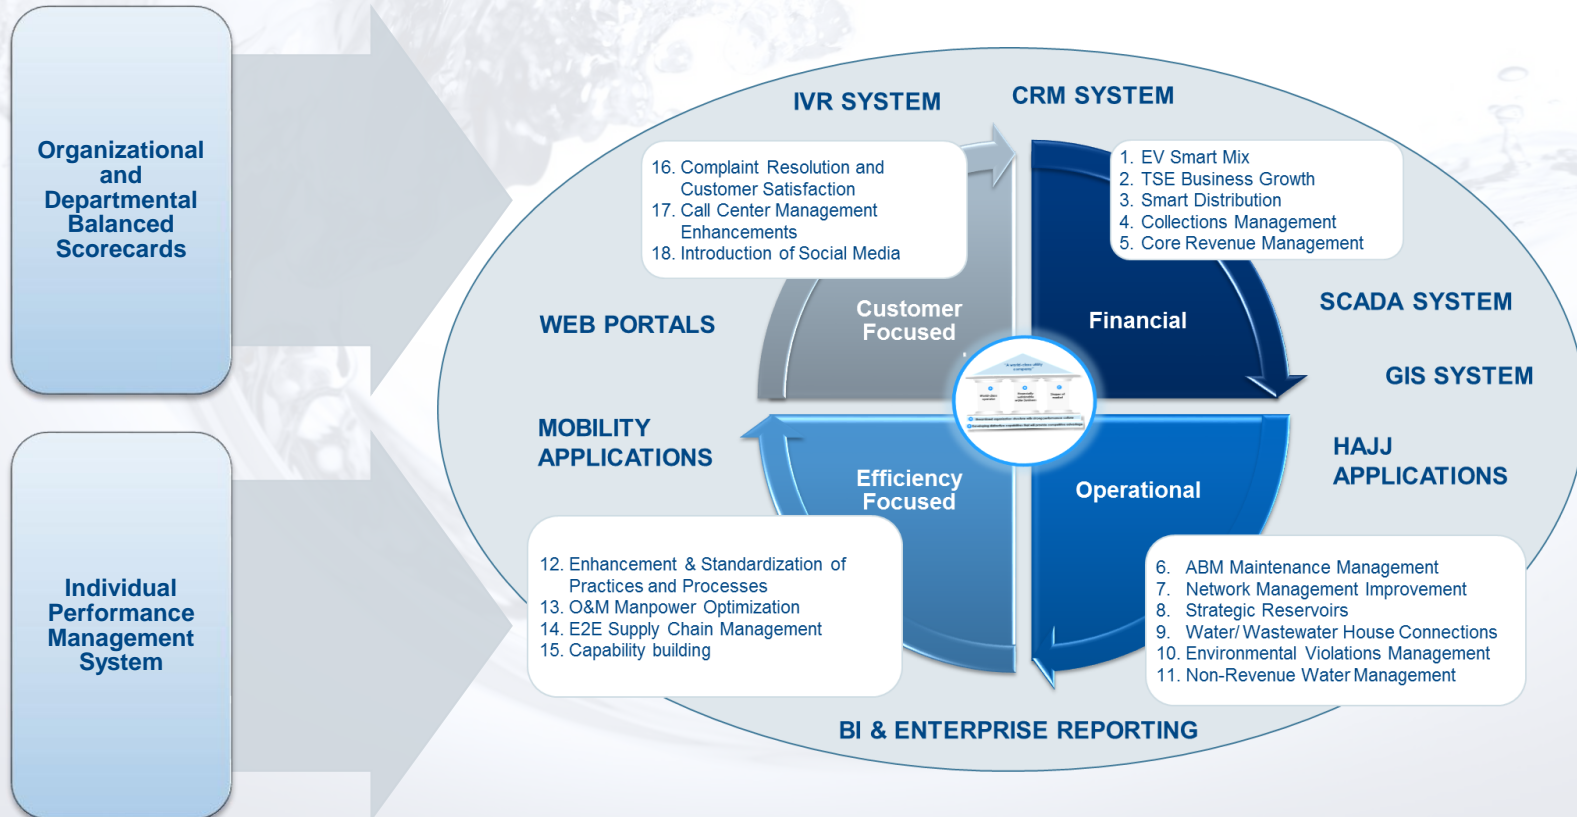 Organizational
and
Departmental
Balanced
Scorecards
Individual
Performance
Management
System
IVR SYSTEM
CRM SYSTEM
16. Complaint Resolution and
Customer Satisfaction
17. Call Center Management
Enhancements
18. Introduction of Social Media
1. EV Smart Mix
2. TSE Business Growth
3. Smart Distribution
4. Collections Management
5. Core Revenue Management
WEB PORTALS
Customer
Focused
Financial
SCADA SYSTEM
GIS SYSTEM
MOBILITY
APPLICATIONS
Efficiency
Focused
Operational
HAJJ
APPLICATIONS
12. Enhancement & Standardization of
Practices and Processes
13. O&M Manpower Optimization
14. E2E Supply Chain Management
15. Capability building
6. ABM Maintenance Management
7. Network Management Improvement
8. Strategic Reservoirs
9. Water/ Wastewater House Connections
10. Environmental Violations Management
11. Non-Revenue Water Management
BI & ENTERPRISE REPORTING